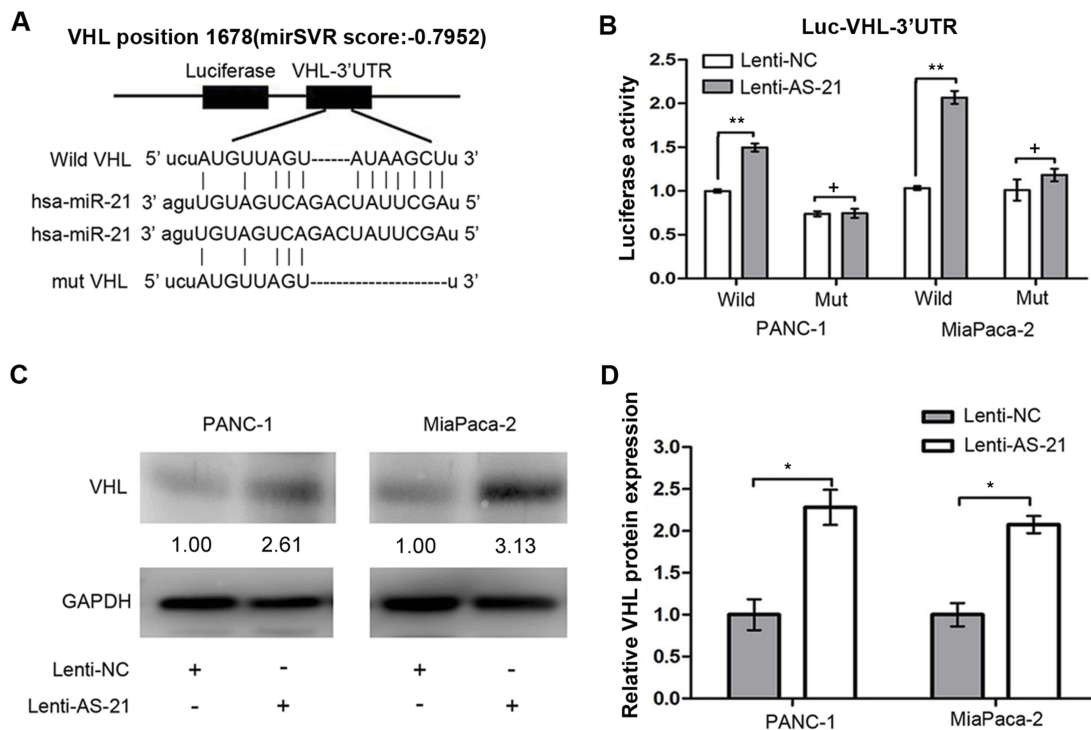 A
VHL position 1678(mirSVR score:-0.7952)
Luciferase VHL-3'UTR
Wild VHL 5' ucuAUGUUAGU------AUAAGCUu 3'
hsa-miR-21 3' aguUGUAGUCAGACUAUUCGAu 5'
hsa-miR-21 3' aguUGUAGUCAGACUAUUCGAu 5'
mut VHL 5' ucuAUGUUAGU--------------------u 3'
B
Luc-VHL-3'UTR
Lenti-NC
Lenti-AS-21
Luciferase activity
2.5
2.0
1.5
1.0
0.5
0.0
**
+
**
+
Wild Mut Wild Mut
PANC-1 MiaPaca-2
C
PANC-1 MiaPaca-2
VHL
1.00 2.61 1.00 3.13
GAPDH
Lenti-NC + - + -
Lenti-AS-21 - + - +
D
Lenti-NC
Lenti-AS-21
Relative VHL protein expression
3.0
2.5
2.0
1.5
1.0
0.5
0.0
*
*
PANC-1 MiaPaca-2